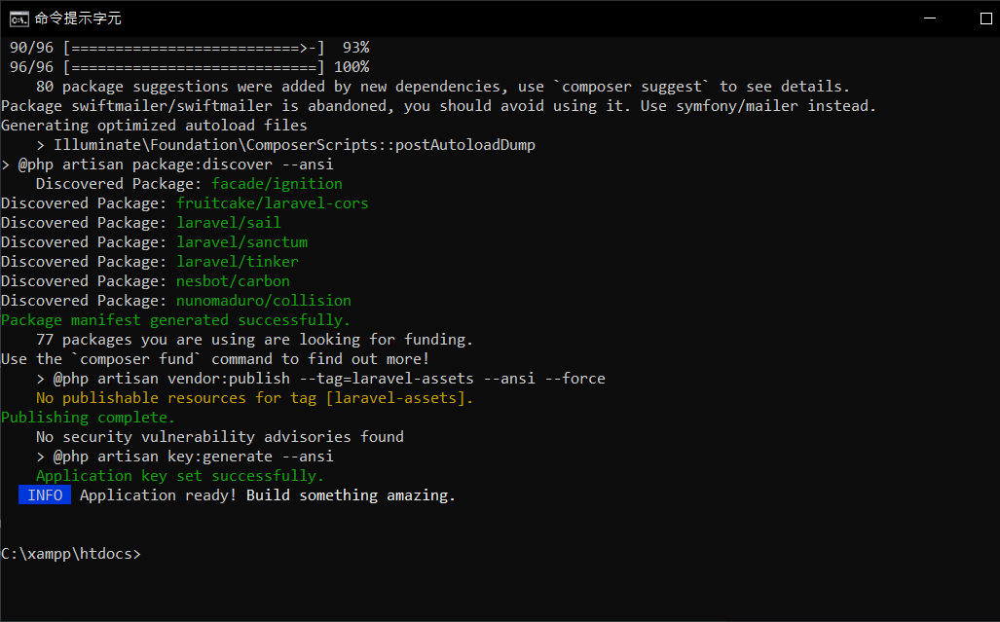 命令提示字元
90/96 [==========================>-]  93%
96/96 [============================] 100%
80 package suggestions were added by new dependencies, use `composer suggest` to see details.
Package swiftmailer/swiftmailer is abandoned, you should avoid using it. Use symfony/mailer instead.
Generating optimized autoload files
> Illuminate\Foundation\ComposerScripts::postAutoloadDump
> @php artisan package:discover --ansi
Discovered Package: facade/ignition
Discovered Package: fruitcake/laravel-cors
Discovered Package: laravel/sail
Discovered Package: laravel/sanctum
Discovered Package: laravel/tinker
Discovered Package: nesbot/carbon
Discovered Package: nunomaduro/collision
Package manifest generated successfully.
77 packages you are using are looking for funding.
Use the `composer fund` command to find out more!
> @php artisan vendor:publish --tag=laravel-assets --ansi --force
No publishable resources for tag [laravel-assets].
Publishing complete.
No security vulnerability advisories found
> @php artisan key:generate --ansi
Application key set successfully.
INFO Application ready! Build something amazing.
C:\xampp\htdocs>